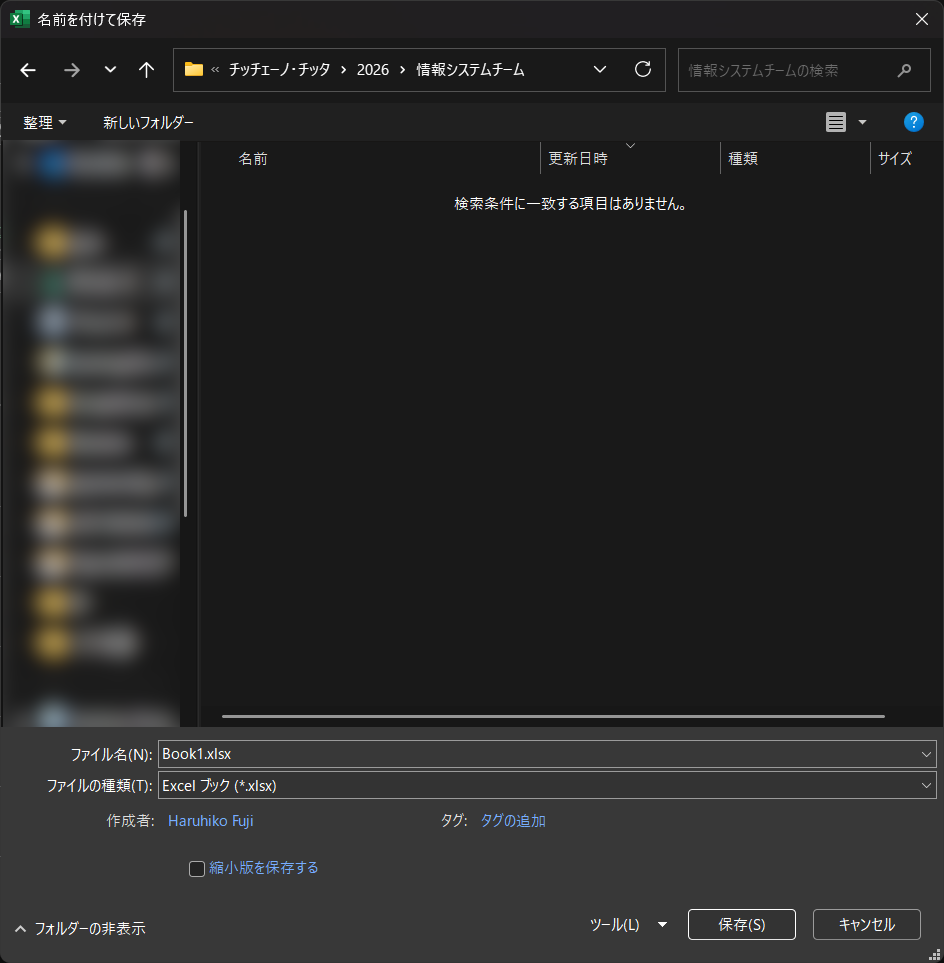 名前を付けて保存
« チッチェーノ・チッタ › 2026 › 情報システムチーム
情報システムチームの検索
整理
新しいフォルダー
?
名前
更新日時
種類
サイズ
検索条件に一致する項目はありません。
ファイル名(N): Book1.xlsx
ファイルの種類(T): Excel ブック (*.xlsx)
作成者: Haruhiko Fuji
タグ: タグの追加
縮小版を保存する
フォルダーの非表示
ツール(L)
保存(S)
キャンセル